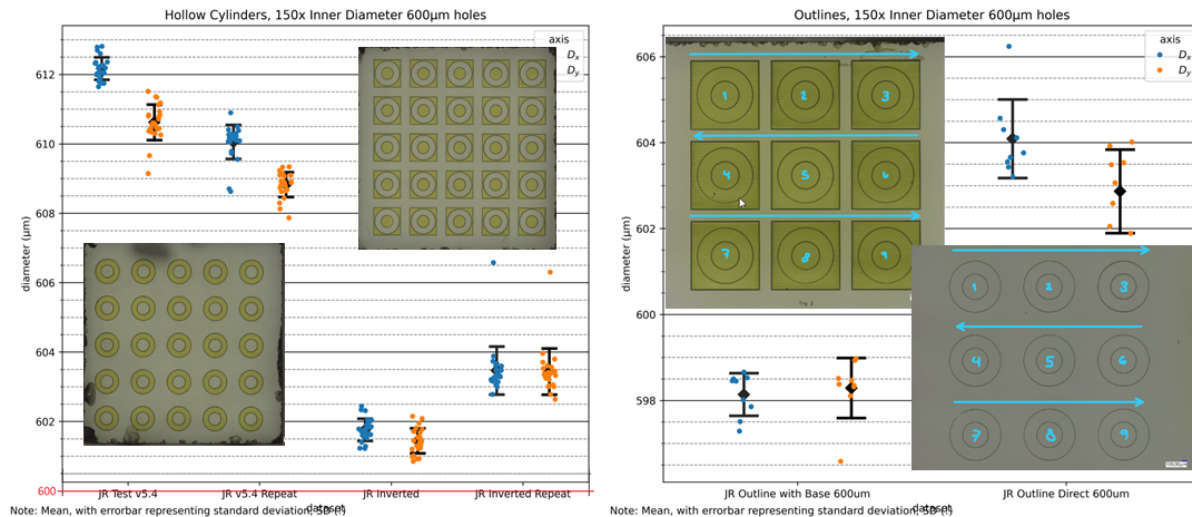 Hollow Cylinders, 150x Inner Diameter 600μm holes
axis
Dx
Dy
612
610
608
606
604
602
600
diameter (μm)
JR Test v5.4
JR v5.4 Repeat
JR Inverted
JR Inverted Repeat
dataset
Note: Mean, with errorbar representing standard deviation, SD (!)
Outlines, 150x Inner Diameter 600μm holes
axis
Dx
Dy
606
604
602
600
598
diameter (μm)
1 2 3
4 5 6
7 8 9
Try 2
1 2 3
4 5 6
7 8 9
JR Outline with Base 600um
JR Outline Direct 600um
dataset
Note: Mean, with errorbar representing standard deviation, SD (!)